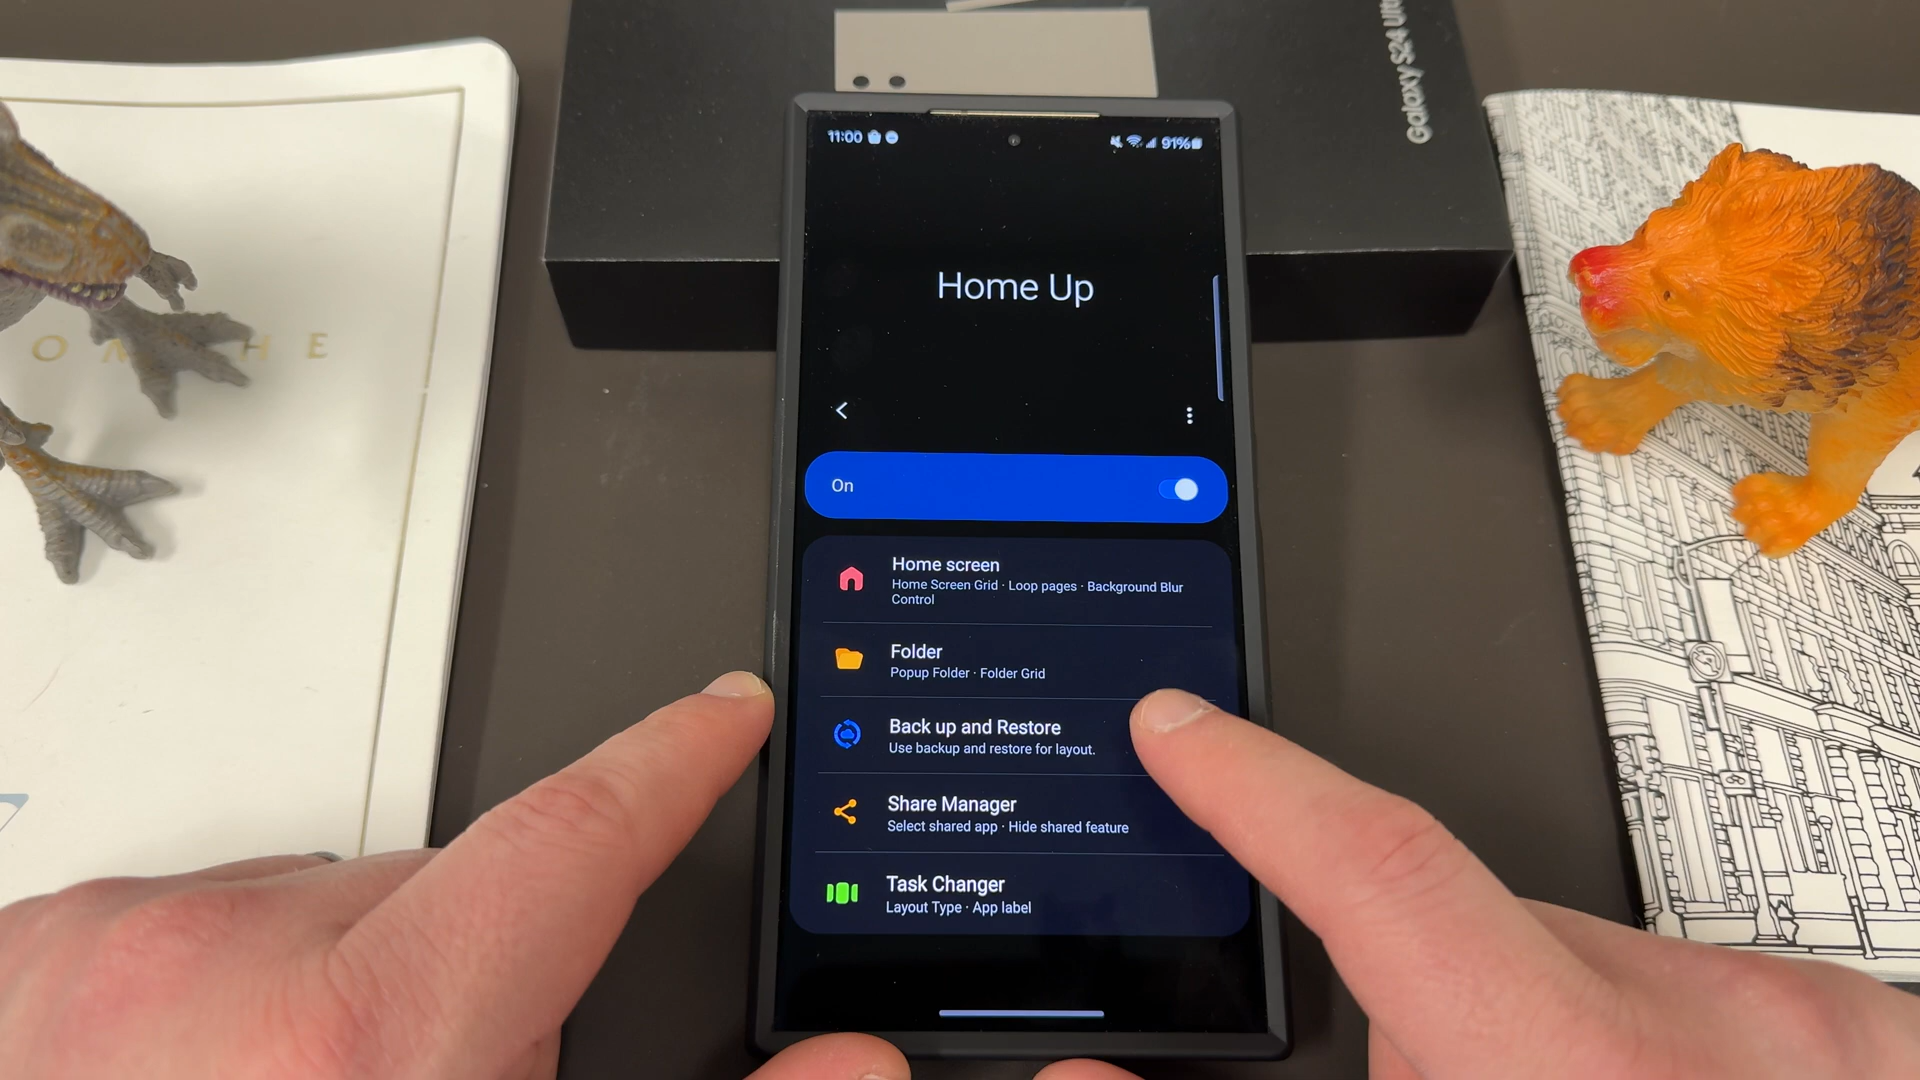 Galaxy S24 Ult
11:00
91%
Home Up
On
Home screen
Home Screen Grid · Loop pages · Background Blur
Control
Folder
Popup Folder · Folder Grid
Back up and Restore
Use backup and restore for layout.
Share Manager
Select shared app · Hide shared feature
Task Changer
Layout Type · App label